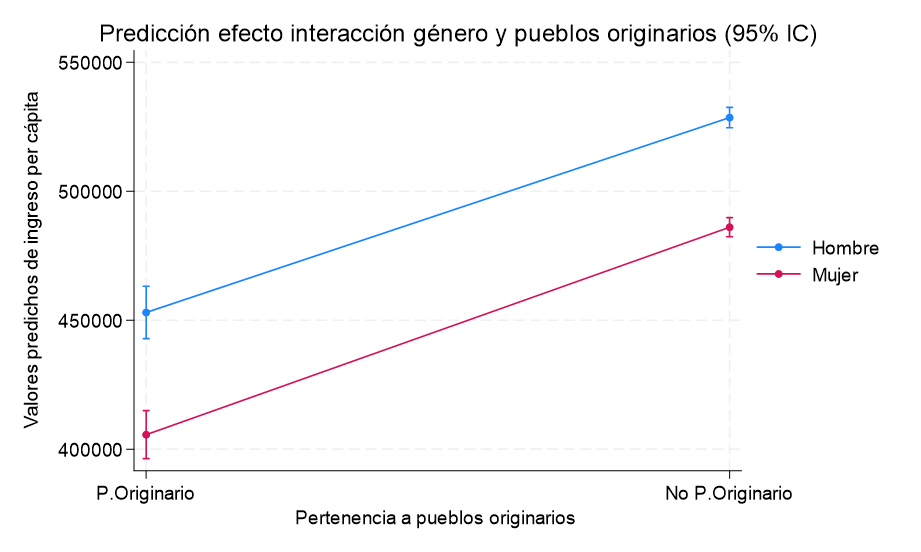 Predicción efecto interacción género y pueblos originarios (95% IC)
Valores predichos de ingreso per cápita
550000
500000
450000
400000
P.Originario
No P.Originario
Pertenencia a pueblos originarios
Hombre
Mujer